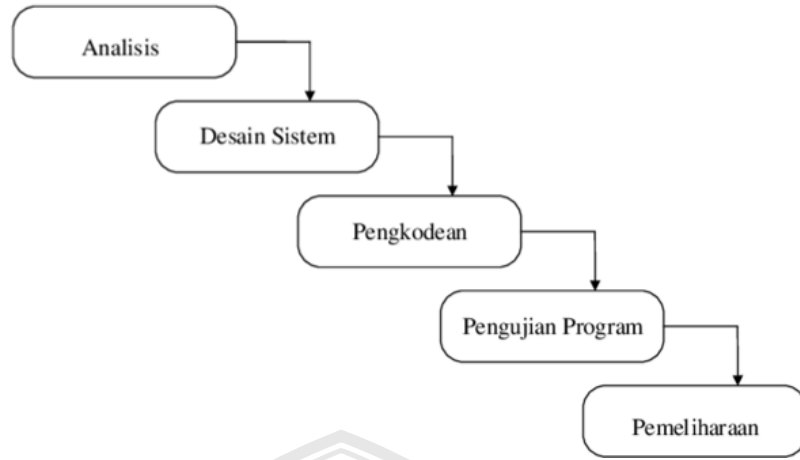 Analisis
Desain Sistem
Pengkodean
Pengujian Program
Pemeliharaan